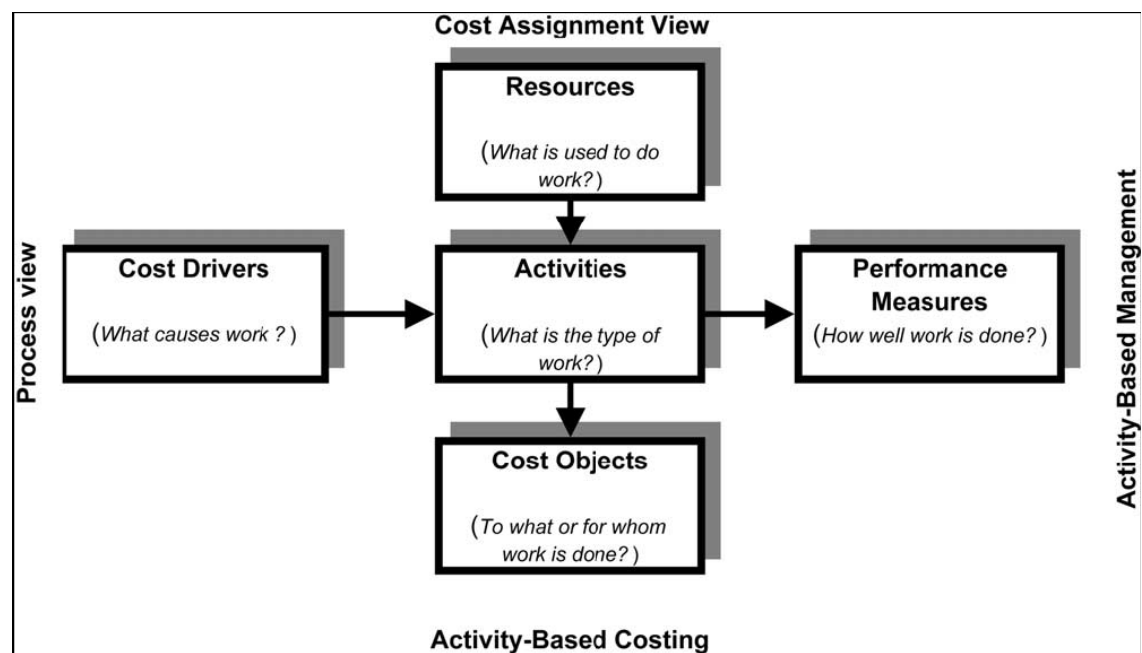 Cost Assignment View
Resources
(What is used to do
work?)
Process view
Cost Drivers
(What causes work ?)
Activities
(What is the type of
work?)
Performance
Measures
(How well work is done?)
Activity-Based Management
Cost Objects
(To what or for whom
work is done?)
Activity-Based Costing